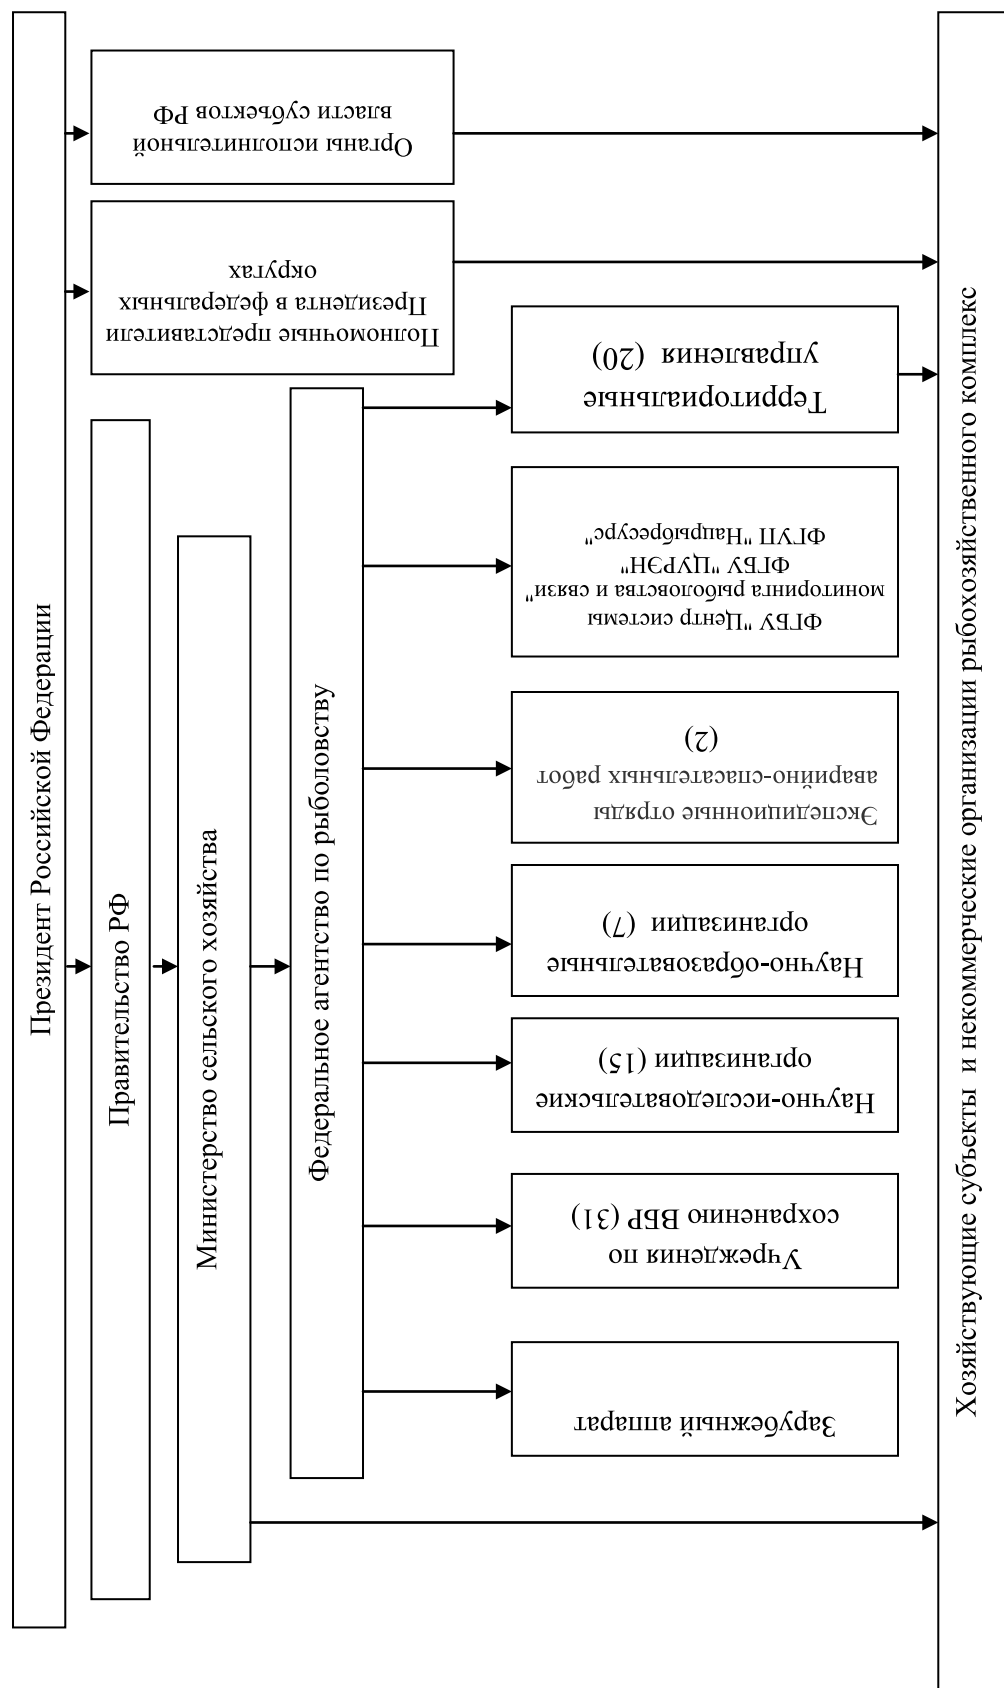 Президент Российской Федерации
Органы исполнительной
власти субъектов РФ
Полномочные представители
Президента в федеральных
округах
Правительство РФ
Министерство сельского хозяйства
Федеральное агентство по рыболовству
Территориальные
управления (20)
ФГБУ "Центр системы
мониторинга рыболовства и связи"
ФГБУ "ЦУРЭН"
ФГУП "Нацрыбресурс"
Экспедиционные отряды
аварийно-спасательных работ
(2)
Научно-образовательные
организации (7)
Научно-исследовательские
организации (15)
Учреждения по
сохранению ВБР (31)
Зарубежный аппарат
Хозяйствующие субъекты и некоммерческие организации рыбохозяйственного комплекс